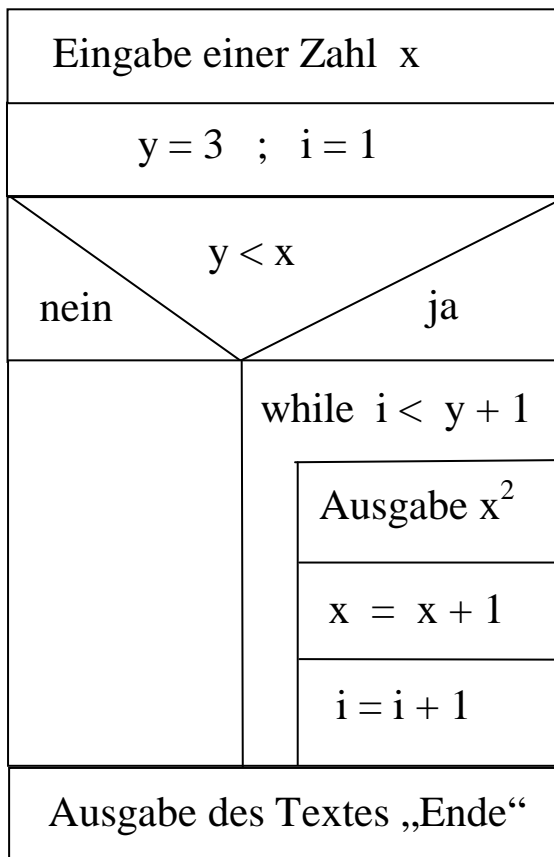 Eingabe einer Zahl x
y = 3 ; i = 1
y < x
nein
ja
while i < y + 1
Ausgabe x²
x = x + 1
i = i + 1
Ausgabe des Textes „Ende“